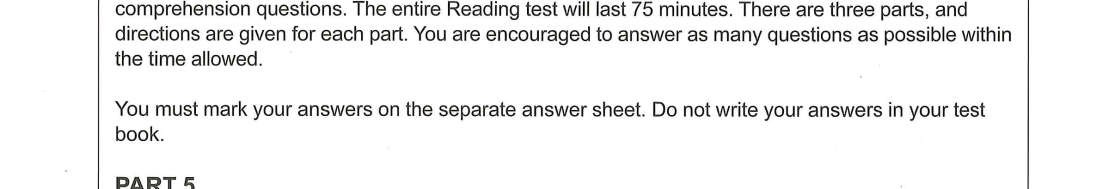 comprehension questions. The entire Reading test will last 75 minutes. There are three parts, and
directions are given for each part. You are encouraged to answer as many questions as possible within
the time allowed.
You must mark your answers on the separate answer sheet. Do not write your answers in your test
book.
PART 5